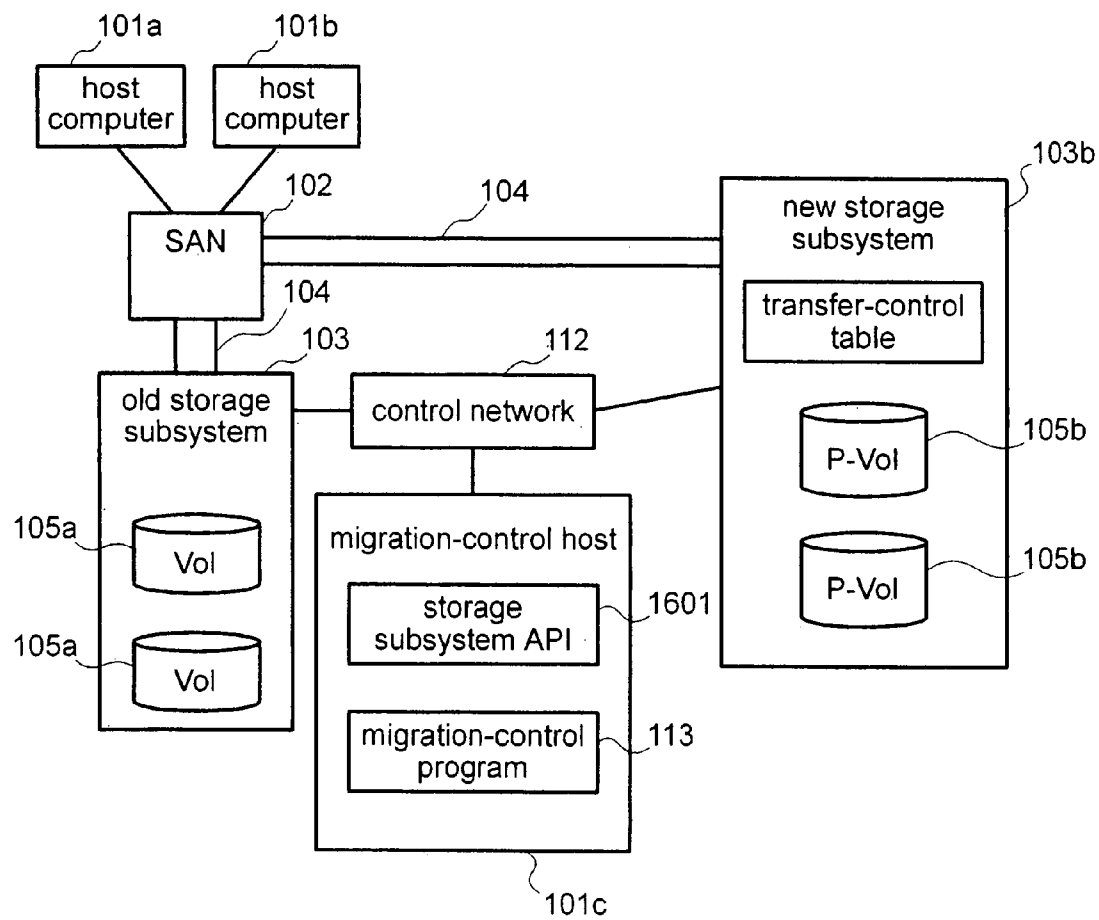 101a
101b
host
computer
host
computer
103b
102
104
new storage
subsystem
SAN
transfer-control
table
104
103
112
old storage
subsystem
control network
105b
P-Vol
105a
Vol
migration-control host
105b
P-Vol
storage
subsystem API
1601
105a
Vol
migration-control
program
113
101c